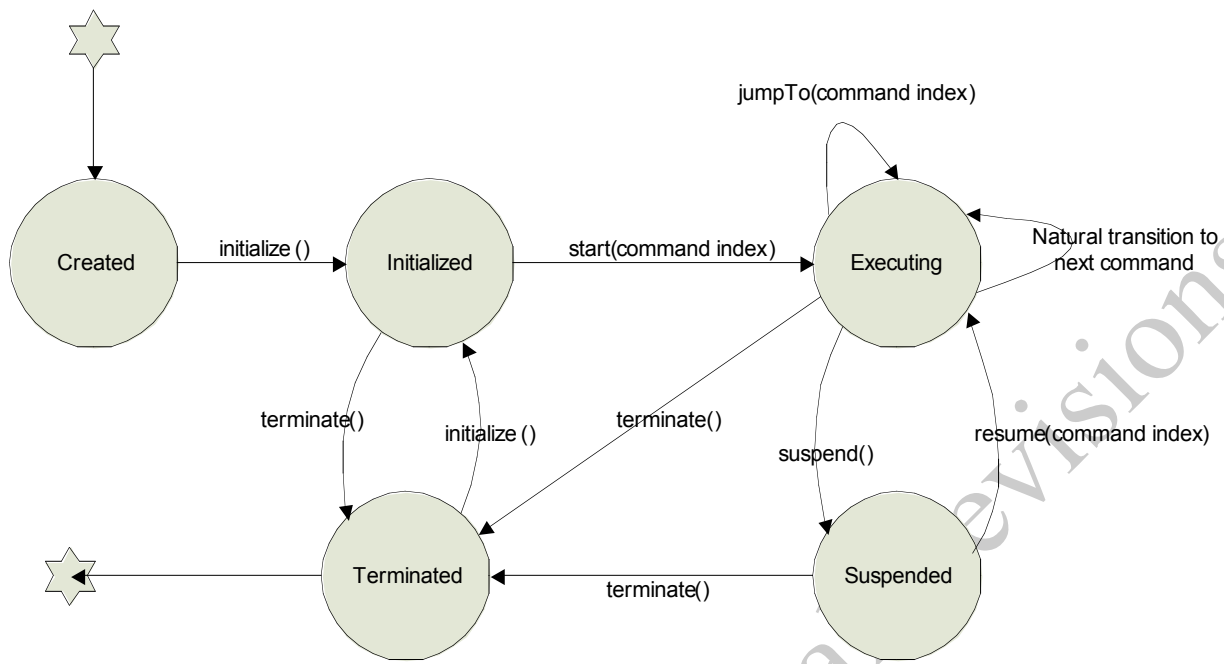 jumpTo(command index)
Created
initialize ()
Initialized
start(command index)
Executing
Natural transition to
next command
terminate()
initialize ()
terminate()
suspend()
resume(command index)
Terminated
terminate()
Suspended